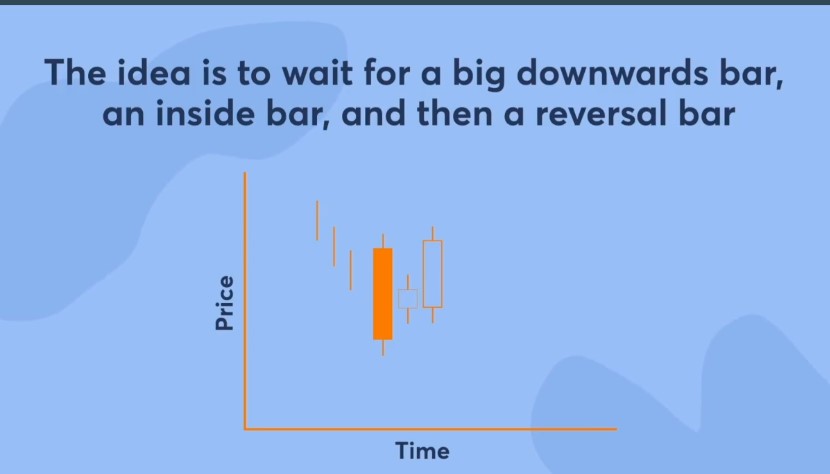 The idea is to wait for a big downwards bar,
an inside bar, and then a reversal bar
Price
Time